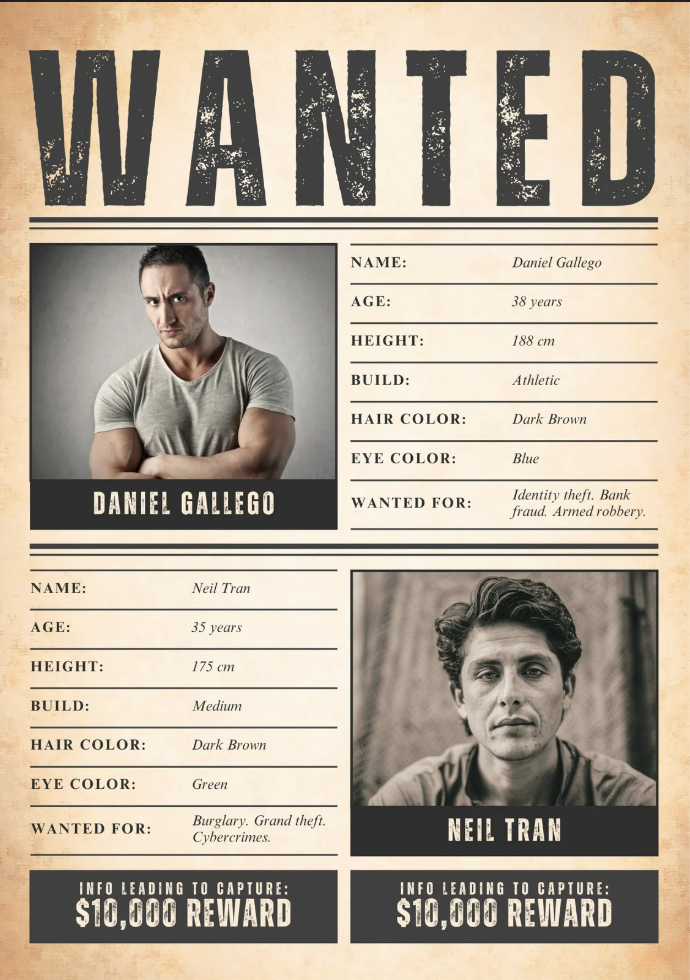 WANTED
NAME: Daniel Gallego
AGE: 38 years
HEIGHT: 188 cm
BUILD: Athletic
HAIR COLOR: Dark Brown
EYE COLOR: Blue
WANTED FOR: Identity theft. Bank
fraud. Armed robbery.
DANIEL GALLEGO
NAME: Neil Tran
AGE: 35 years
HEIGHT: 175 cm
BUILD: Medium
HAIR COLOR: Dark Brown
EYE COLOR: Green
WANTED FOR: Burglary. Grand theft.
Cybercrimes.
NEIL TRAN
INFO LEADING TO CAPTURE:
$10,000 REWARD
INFO LEADING TO CAPTURE:
$10,000 REWARD